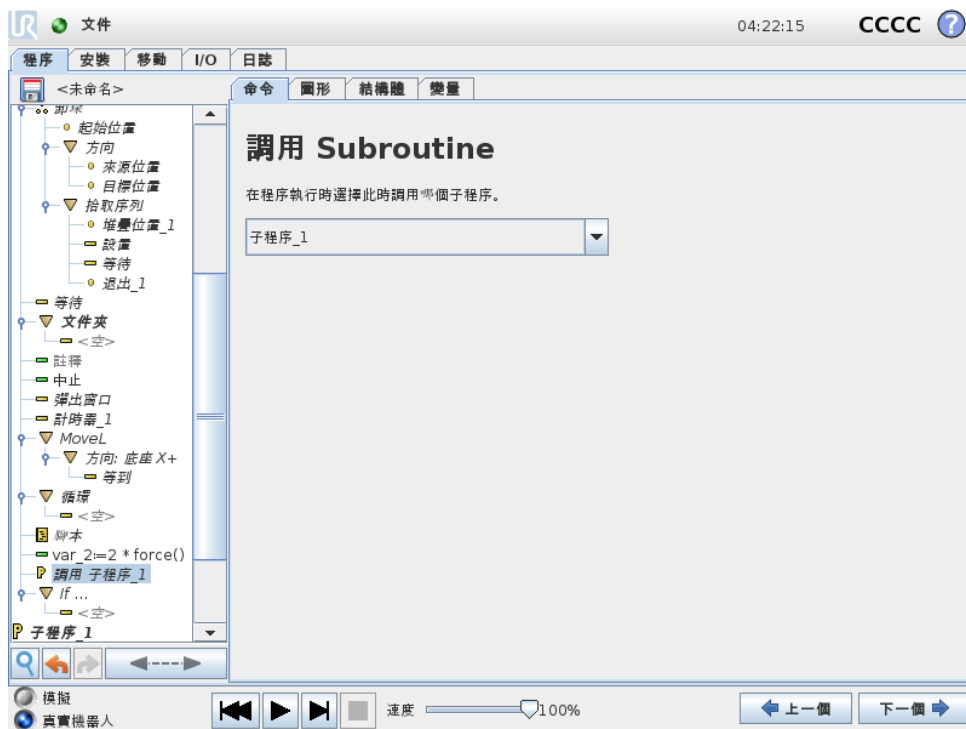 UR 文件 04:22:15 CCCC ?
程序 安裝 移動 I/O 日誌
<未命名>
命令 圖形 結構體 變量
卸垛
起始位置
方向
來源位置
目標位置
拾取序列
堆疊位置_1
設置
等待
退出_1
等待
文件夾
<空>
註釋
中止
彈出窗口
計時器_1
MoveL
方向: 底座 X+
等到
循環
<空>
腳本
var_2:=2 * force()
調用 子程序_1
If ...
<空>
子程序_1
調用 Subroutine
在程序執行時選擇此時調用哪個子程序。
子程序_1
模擬
真實機器人
速度 100%
上一個 下一個